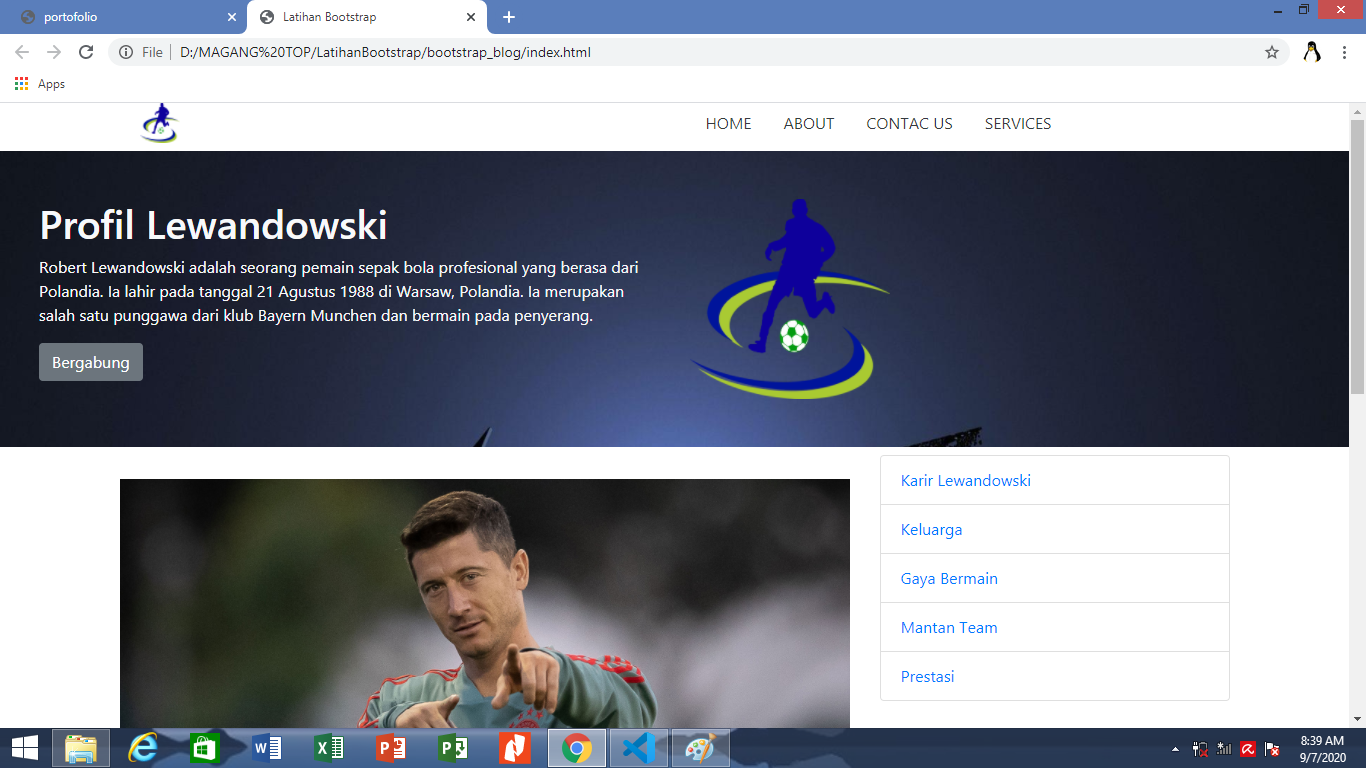 portofolio
Latihan Bootstrap
File
D:/MAGANG%20TOP/LatihanBootstrap/bootstrap_blog/index.html
Apps
HOME ABOUT CONTAC US SERVICES
Profil Lewandowski
Robert Lewandowski adalah seorang pemain sepak bola profesional yang berasa dari
Polandia. Ia lahir pada tanggal 21 Agustus 1988 di Warsaw, Polandia. Ia merupakan
salah satu punggawa dari klub Bayern Munchen dan bermain pada penyerang.
Bergabung
Karir Lewandowski
Keluarga
Gaya Bermain
Mantan Team
Prestasi
8:39 AM
9/7/2020